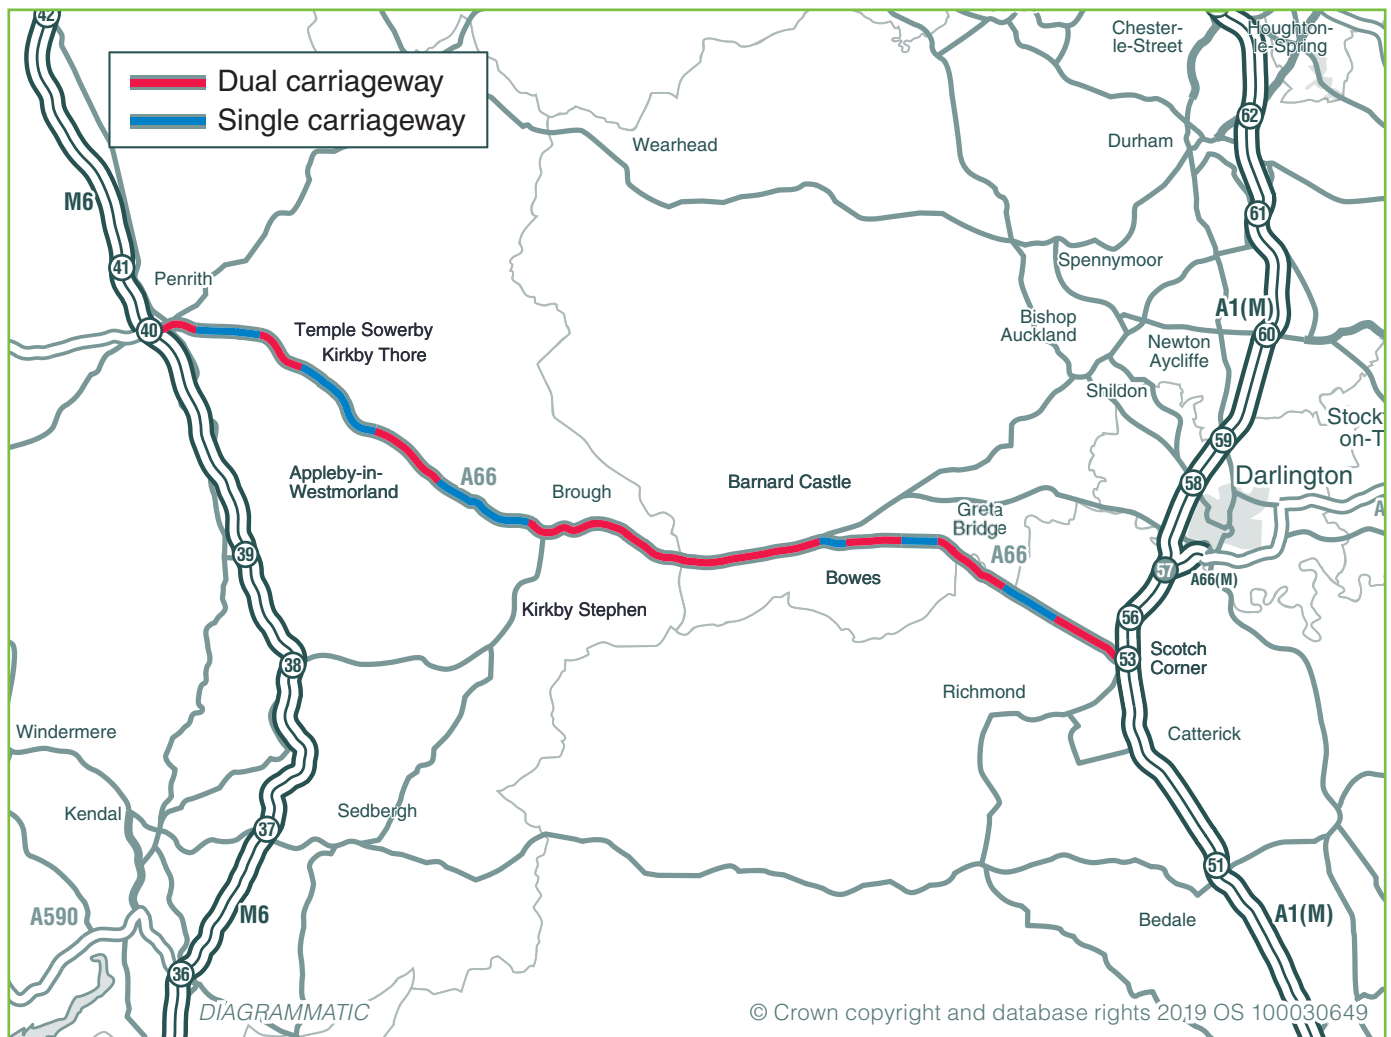 42
Chester-
le-Street
Houghton-
le-Spring
Dual carriageway
Single carriageway
62
Wearhead
Durham
M6
61
41
Penrith
Spennymoor
A1(M)
40
Temple Sowerby
Kirkby Thore
Bishop
Auckland
60
Newton
Aycliffe
Shildon
Stock
on-T
59
Appleby-in-
Westmorland
A66
Brough
Barnard Castle
58
Darlington
Greta
Bridge
A
A66
39
57
A66(M)
Bowes
Kirkby Stephen
56
38
53
Scotch
Corner
Richmond
Windermere
Catterick
Kendal
Sedbergh
37
51
A590
M6
Bedale
A1(M)
36
DIAGRAMMATIC
© Crown copyright and database rights 2019 OS 100030649